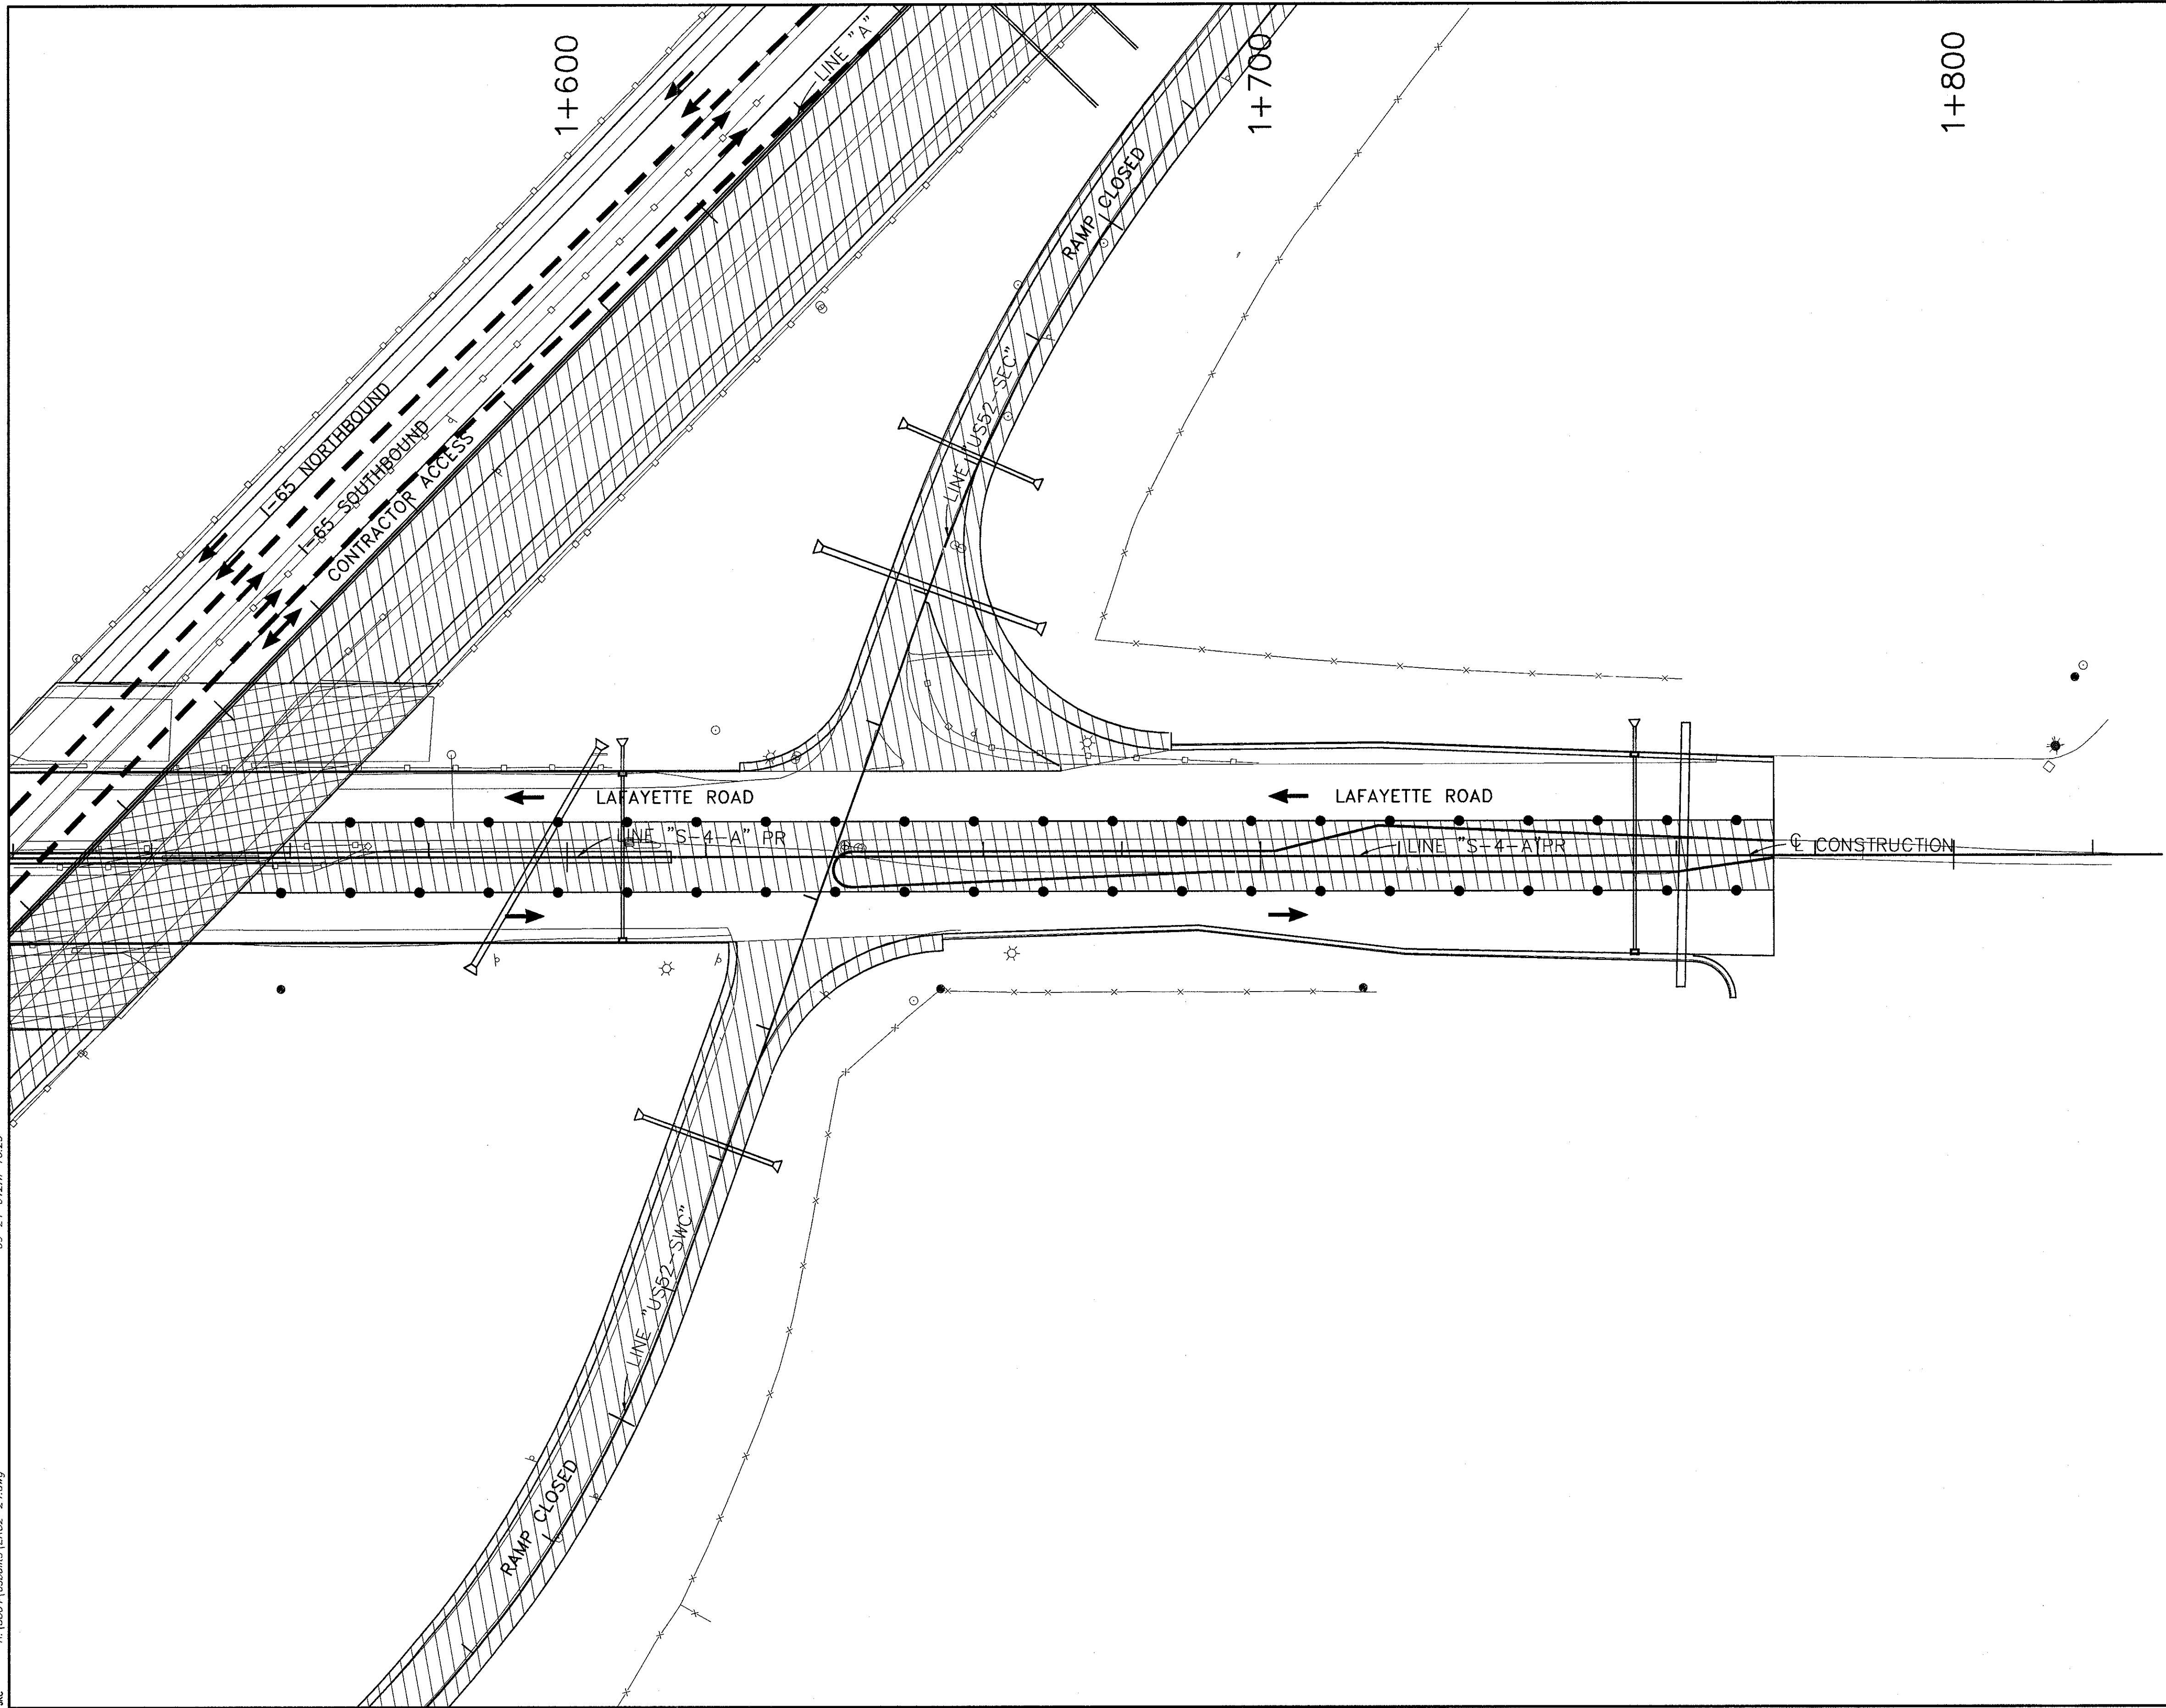 1+600
1+700
1+800
LINE "A"
RAMP CLOSED
I-65 NORTHBOUND
I-65 SOUTHBOUND
CONTRACTOR ACCESS
LINE "US52-SEC"
LAFAYETTE ROAD
LAFAYETTE ROAD
LINE "S-4-A" PR
LINE "S-4-A" PR
℄ CONSTRUCTION
LINE "US52-SWC"
RAMP CLOSED